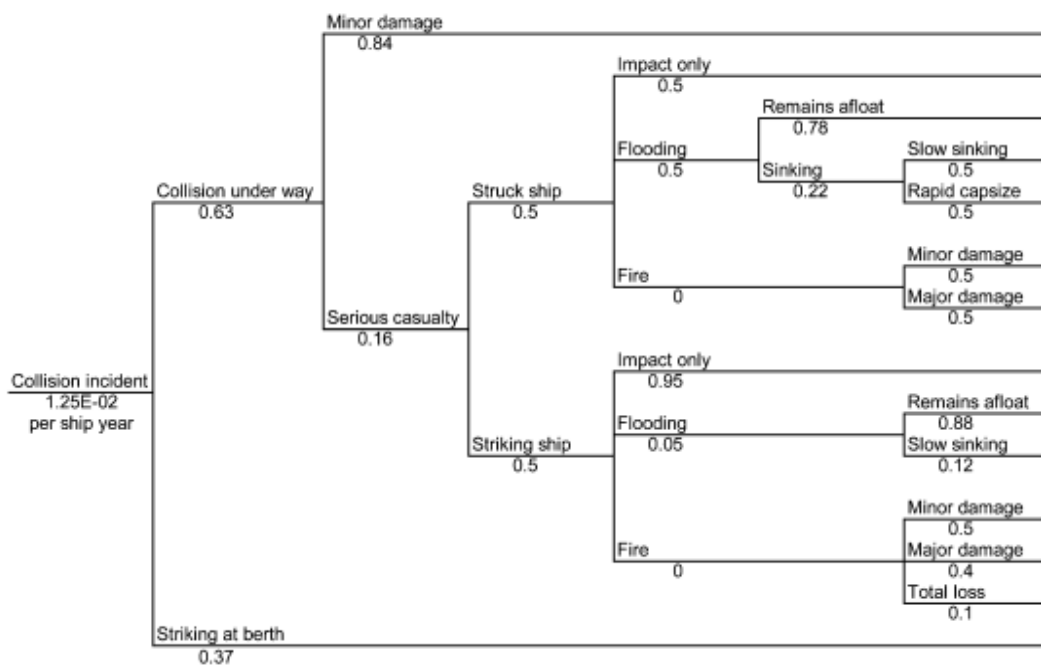 Minor damage
0.84
Impact only
0.5
Remains afloat
0.78
Flooding
0.5
Slow sinking
0.5
Sinking
0.22
Rapid capsize
0.5
Collision under way
0.63
Struck ship
0.5
Minor damage
0.5
Fire
0
Major damage
0.5
Serious casualty
0.16
Impact only
0.95
Collision incident
1.25E-02
per ship year
Remains afloat
0.88
Flooding
0.05
Striking ship
0.5
Slow sinking
0.12
Minor damage
0.5
Fire
0
Major damage
0.4
Total loss
0.1
Striking at berth
0.37